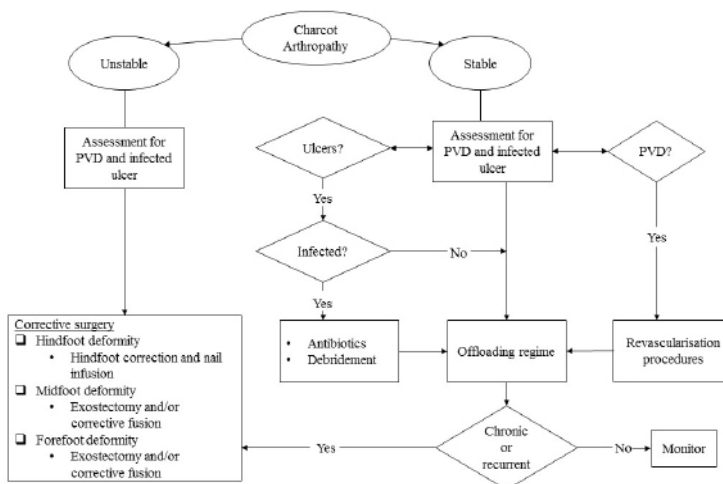 Charcot
Arthropathy
Unstable
Stable
Assessment for
PVD and infected
ulcer
Ulcers?
Assessment for
PVD and infected
ulcer
PVD?
Yes
Yes
Infected?
No
Yes
Corrective surgery
❑ Hindfoot deformity
• Hindfoot correction and nail
infusion
❑ Midfoot deformity
• Exostectomy and/or
corrective fusion
❑ Forefoot deformity
• Exostectomy and/or
corrective fusion
• Antibiotics
• Debridement
Offloading regime
Revascularisation
procedures
Yes
Chronic
or
recurrent
No
Monitor